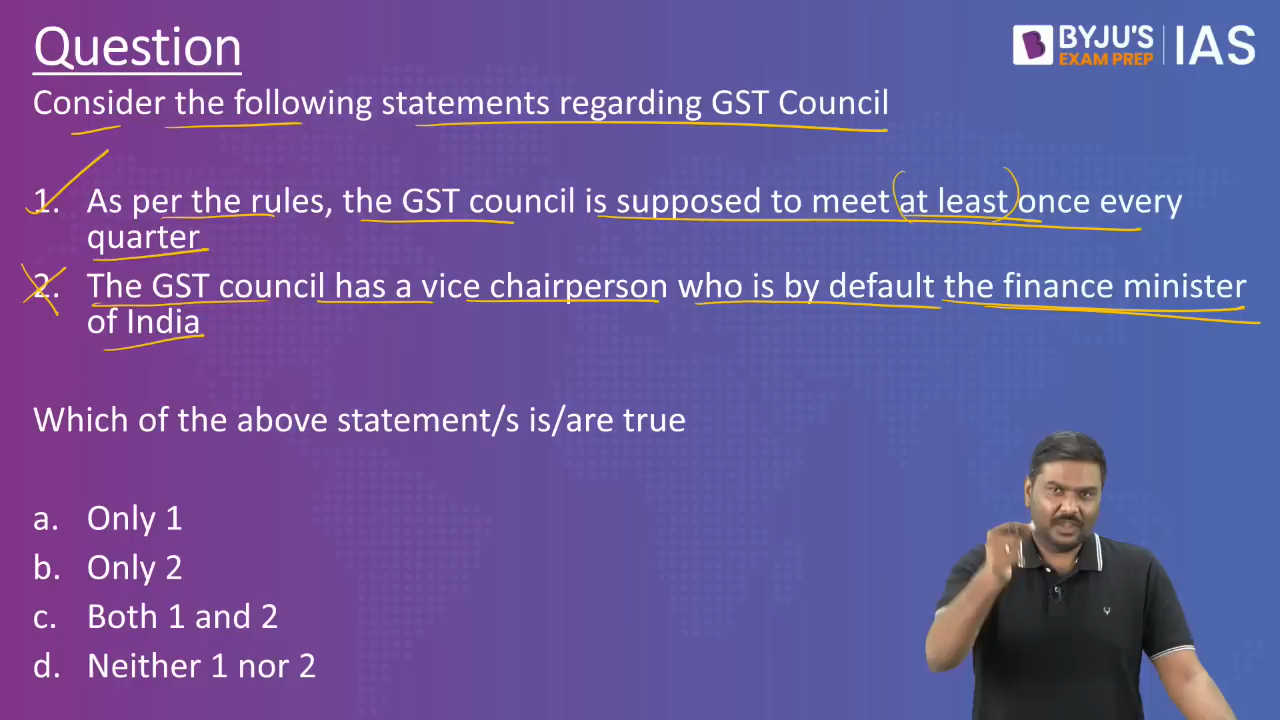 Question
BYJU'S
EXAM PREP
IAS
Consider the following statements regarding GST Council
1. As per the rules, the GST council is supposed to meet at least once every
quarter
2. The GST council has a vice chairperson who is by default the finance minister
of India
Which of the above statement/s is/are true
a. Only 1
b. Only 2
c. Both 1 and 2
d. Neither 1 nor 2